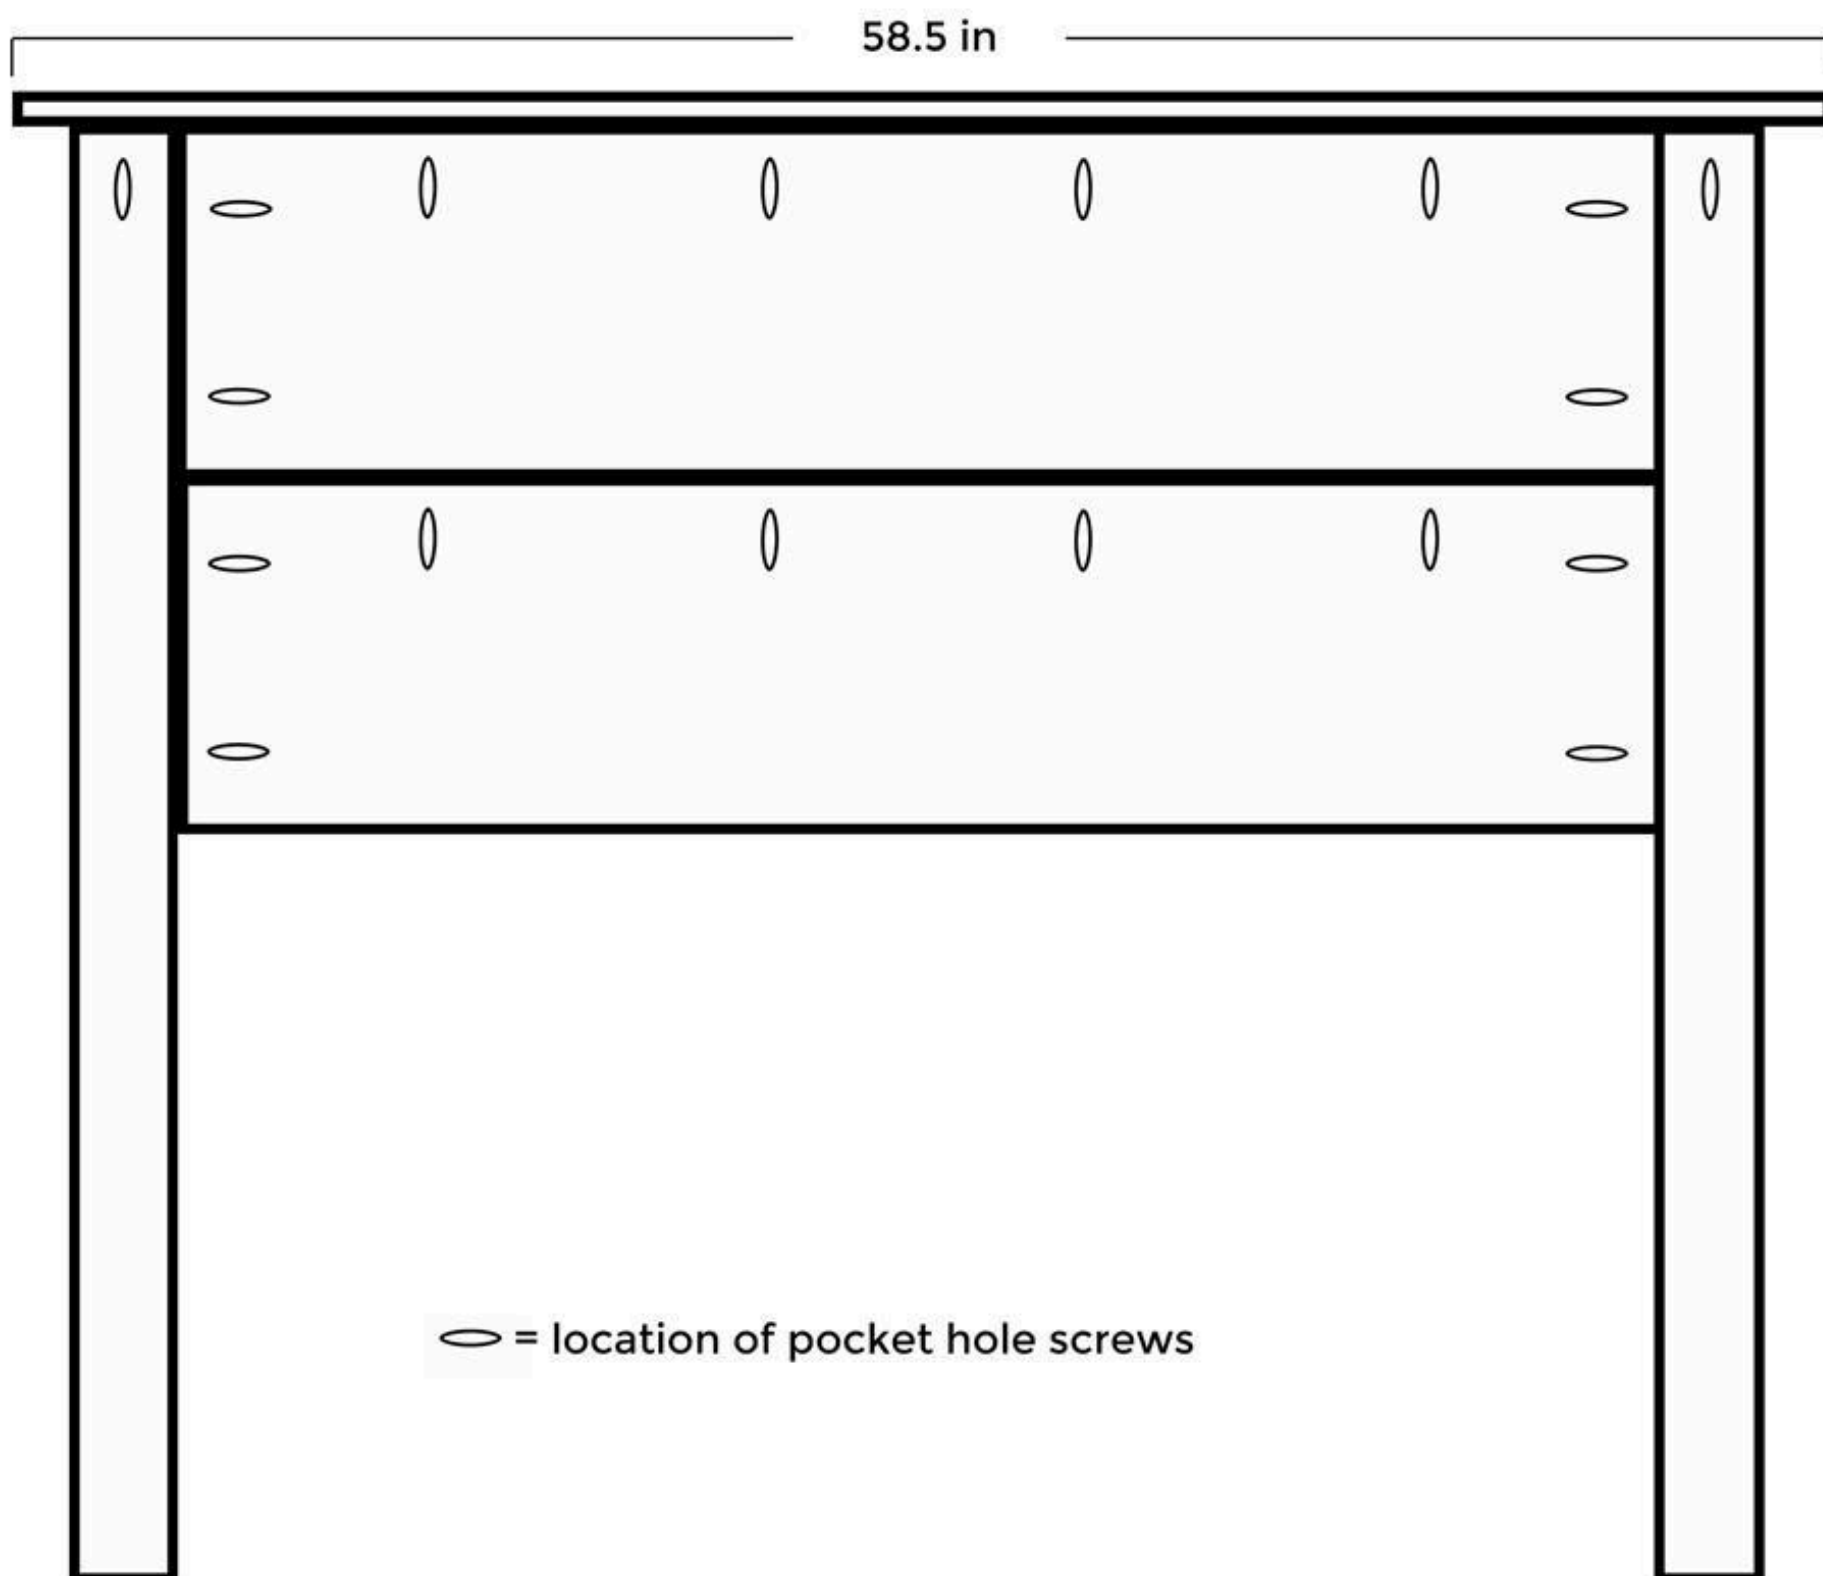 58.5 in
= location of pocket hole screws